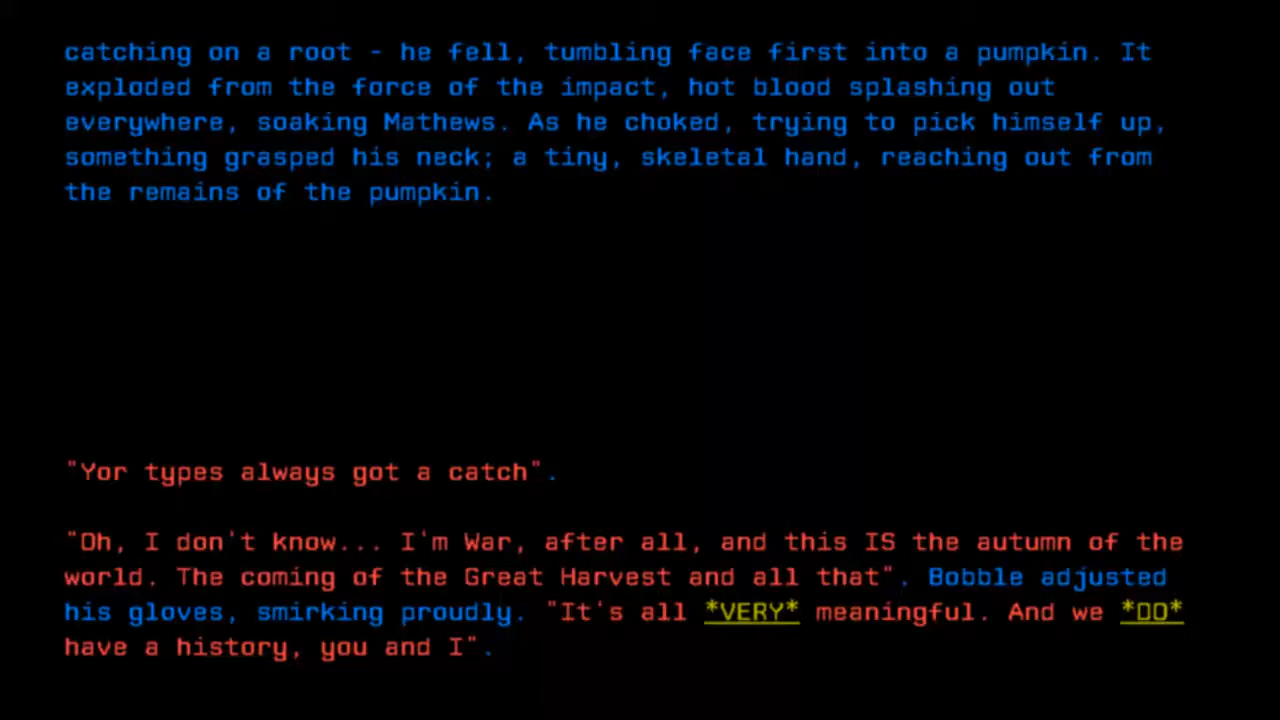 catching on a root - he fell, tumbling face first into a pumpkin. It
exploded from the force of the impact, hot blood splashing out
everywhere, soaking Mathews. As he choked, trying to pick himself up,
something grasped his neck; a tiny, skeletal hand, reaching out from
the remains of the pumpkin.
"Yor types always got a catch".
"Oh, I don't know... I'm War, after all, and this IS the autumn of the
world. The coming of the Great Harvest and all that". Bobble adjusted
his gloves, smirking proudly. "It's all *VERY* meaningful. And we *DO*
have a history, you and I".